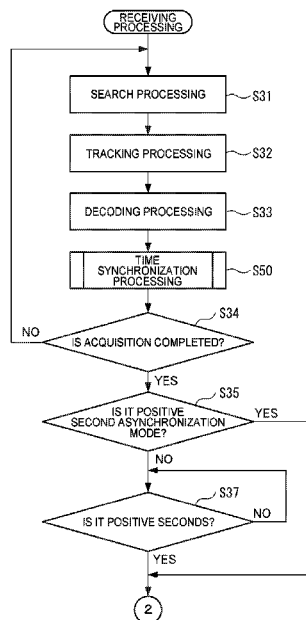 RECEIVING
PROCESSING
SEARCH PROCESSING
S31
TRACKING PROCESSING
S32
DECODING PROCESSING
S33
TIME
SYNCHRONIZATION
PROCESSING
S50
S34
NO
IS ACQUISITION COMPLETED?
YES
S35
IS IT POSITIVE
SECOND ASYNCHRONIZATION
MODE?
YES
NO
S37
IS IT POSITIVE SECONDS?
NO
YES
2